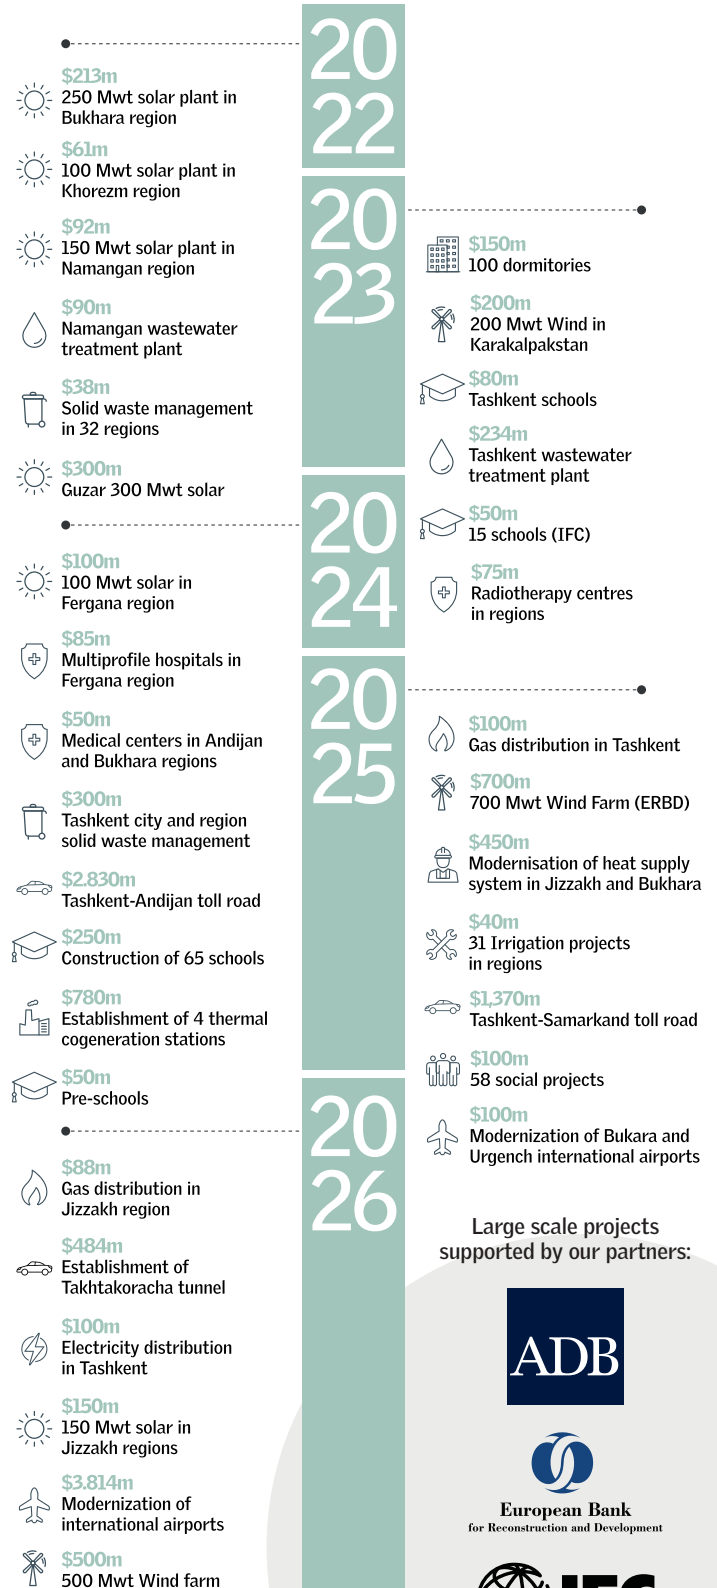 20
22
$213m
250 Mwt solar plant in
Bukhara region
$61m
100 Mwt solar plant in
Khorezm region
$92m
150 Mwt solar plant in
Namangan region
$90m
Namangan wastewater
treatment plant
$38m
Solid waste management
in 32 regions
$300m
Guzar 300 Mwt solar
20
23
$150m
100 dormitories
$200m
200 Mwt Wind in
Karakalpakstan
$80m
Tashkent schools
$234m
Tashkent wastewater
treatment plant
$50m
15 schools (IFC)
$75m
Radiotherapy centres
in regions
20
24
$100m
100 Mwt solar in
Fergana region
$85m
Multiprofile hospitals in
Fergana region
$50m
Medical centers in Andijan
and Bukhara regions
$300m
Tashkent city and region
solid waste management
$2.830m
Tashkent-Andijan toll road
$250m
Construction of 65 schools
$780m
Establishment of 4 thermal
cogeneration stations
$50m
Pre-schools
20
25
$100m
Gas distribution in Tashkent
$700m
700 Mwt Wind Farm (ERBD)
$450m
Modernisation of heat supply
system in Jizzakh and Bukhara
$40m
31 Irrigation projects
in regions
$1,370m
Tashkent-Samarkand toll road
$100m
58 social projects
$100m
Modernization of Bukara and
Urgench international airports
20
26
$88m
Gas distribution in
Jizzakh region
$484m
Establishment of
Takhtakoracha tunnel
$100m
Electricity distribution
in Tashkent
$150m
150 Mwt solar in
Jizzakh regions
$3.814m
Modernization of
international airports
$500m
500 Mwt Wind farm
Large scale projects
supported by our partners:
ADB
European Bank
for Reconstruction and Development
IFC